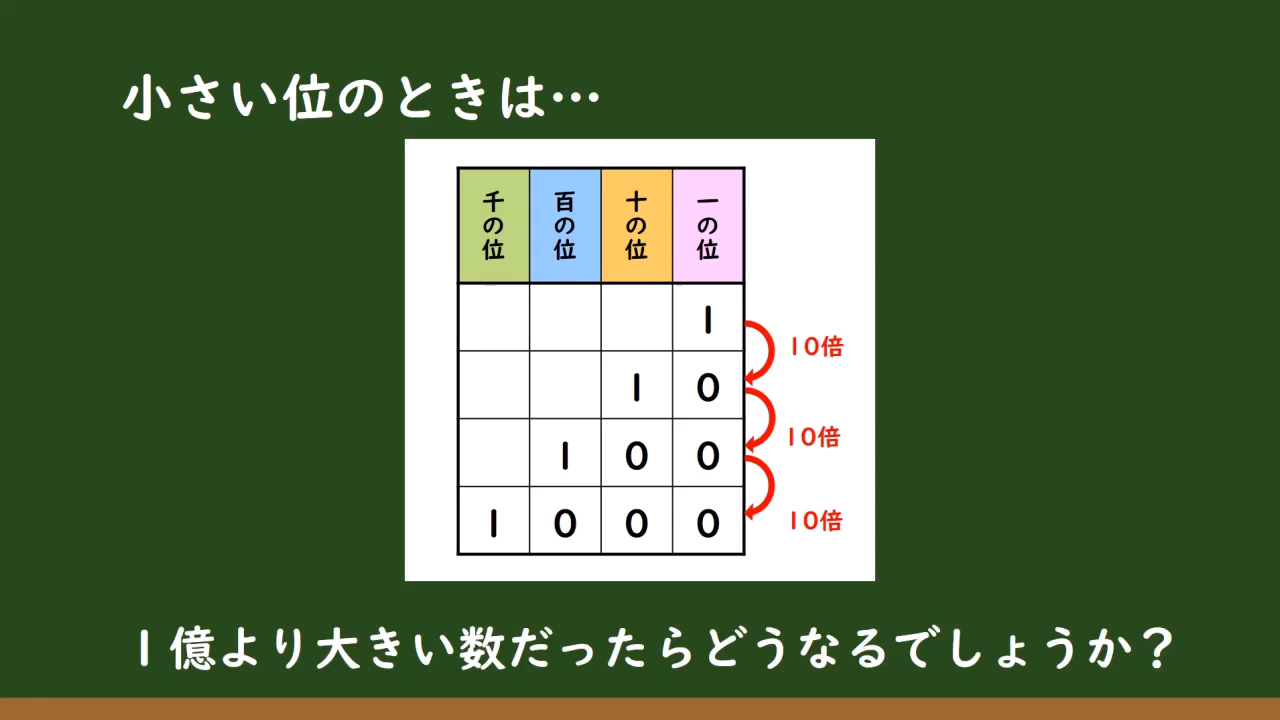 小さい位のときは…
千の位 百の位 十の位 一の位
1
10倍
1 0
10倍
1 0 0
10倍
1 0 0 0
1億より大きい数だったらどうなるでしょうか？